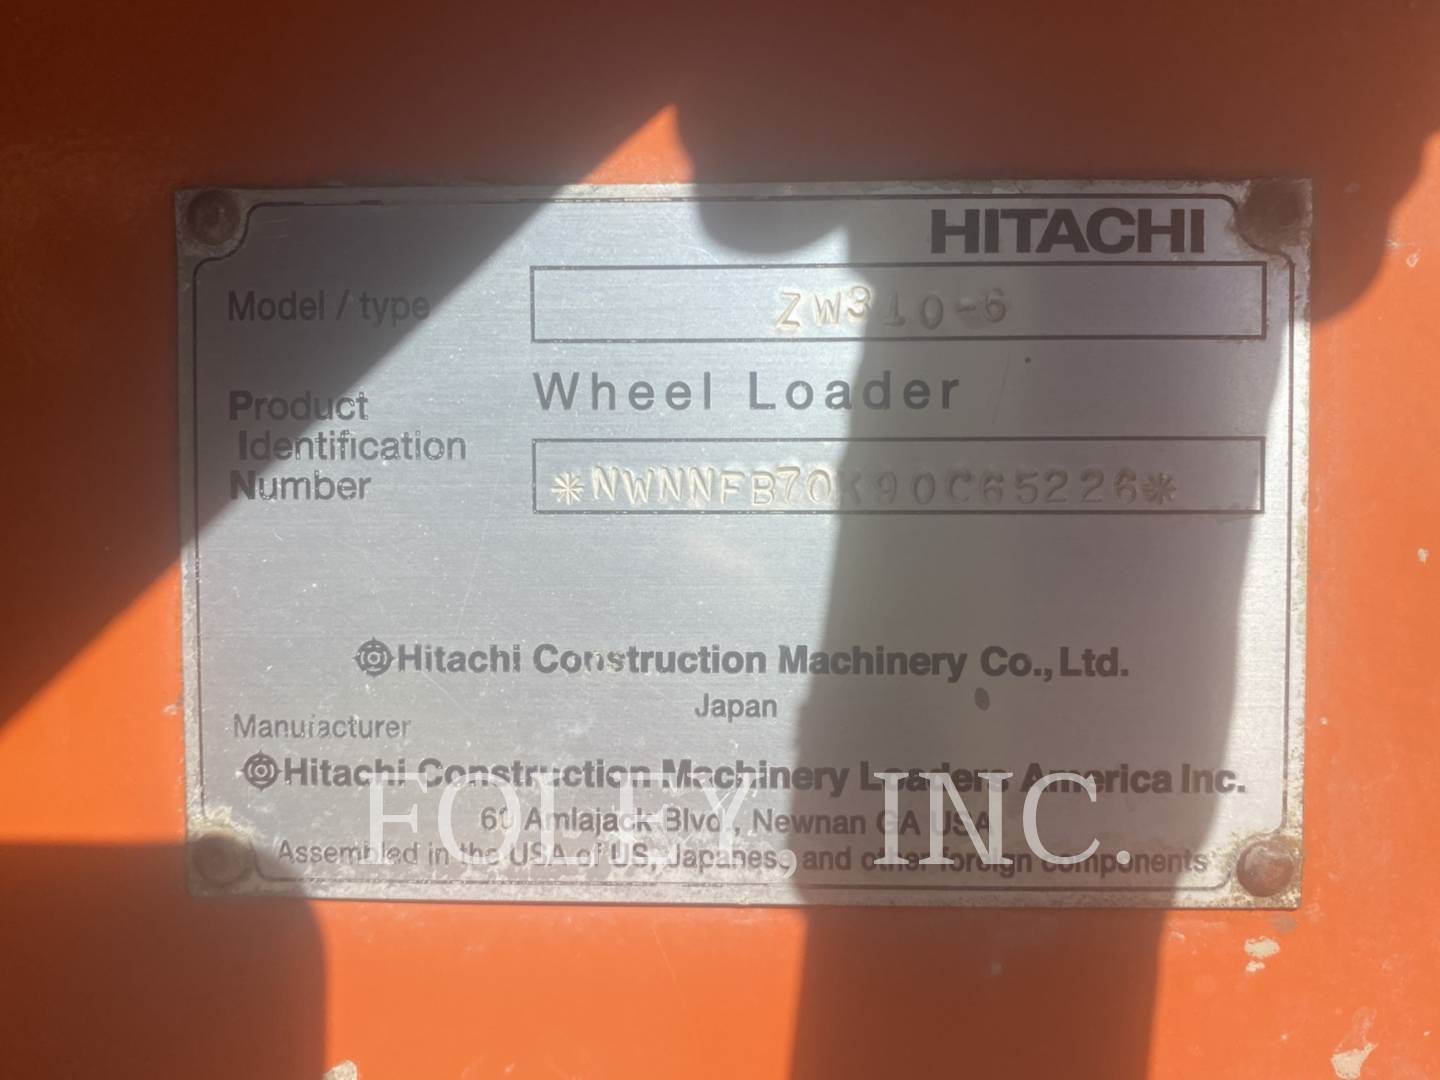 HITACHI
Model / type ZW310-6
Wheel Loader
Product
Identification
Number *NWNNFB70K90C65226*
Hitachi Construction Machinery Co., Ltd.
Japan
Manufacturer
Hitachi Construction Machinery Loaders America Inc.
60 Amlajack Blvd., Newnan GA USA
Assembled in the USA of US, Japanese, and other foreign components
FOLEY, INC.